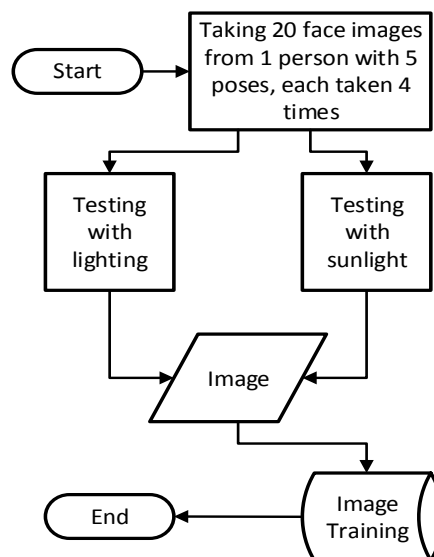 Taking 20 face images
from 1 person with 5
poses, each taken 4
times
Start
Testing
with
lighting
Testing
with
sunlight
Image
Image
Training
End